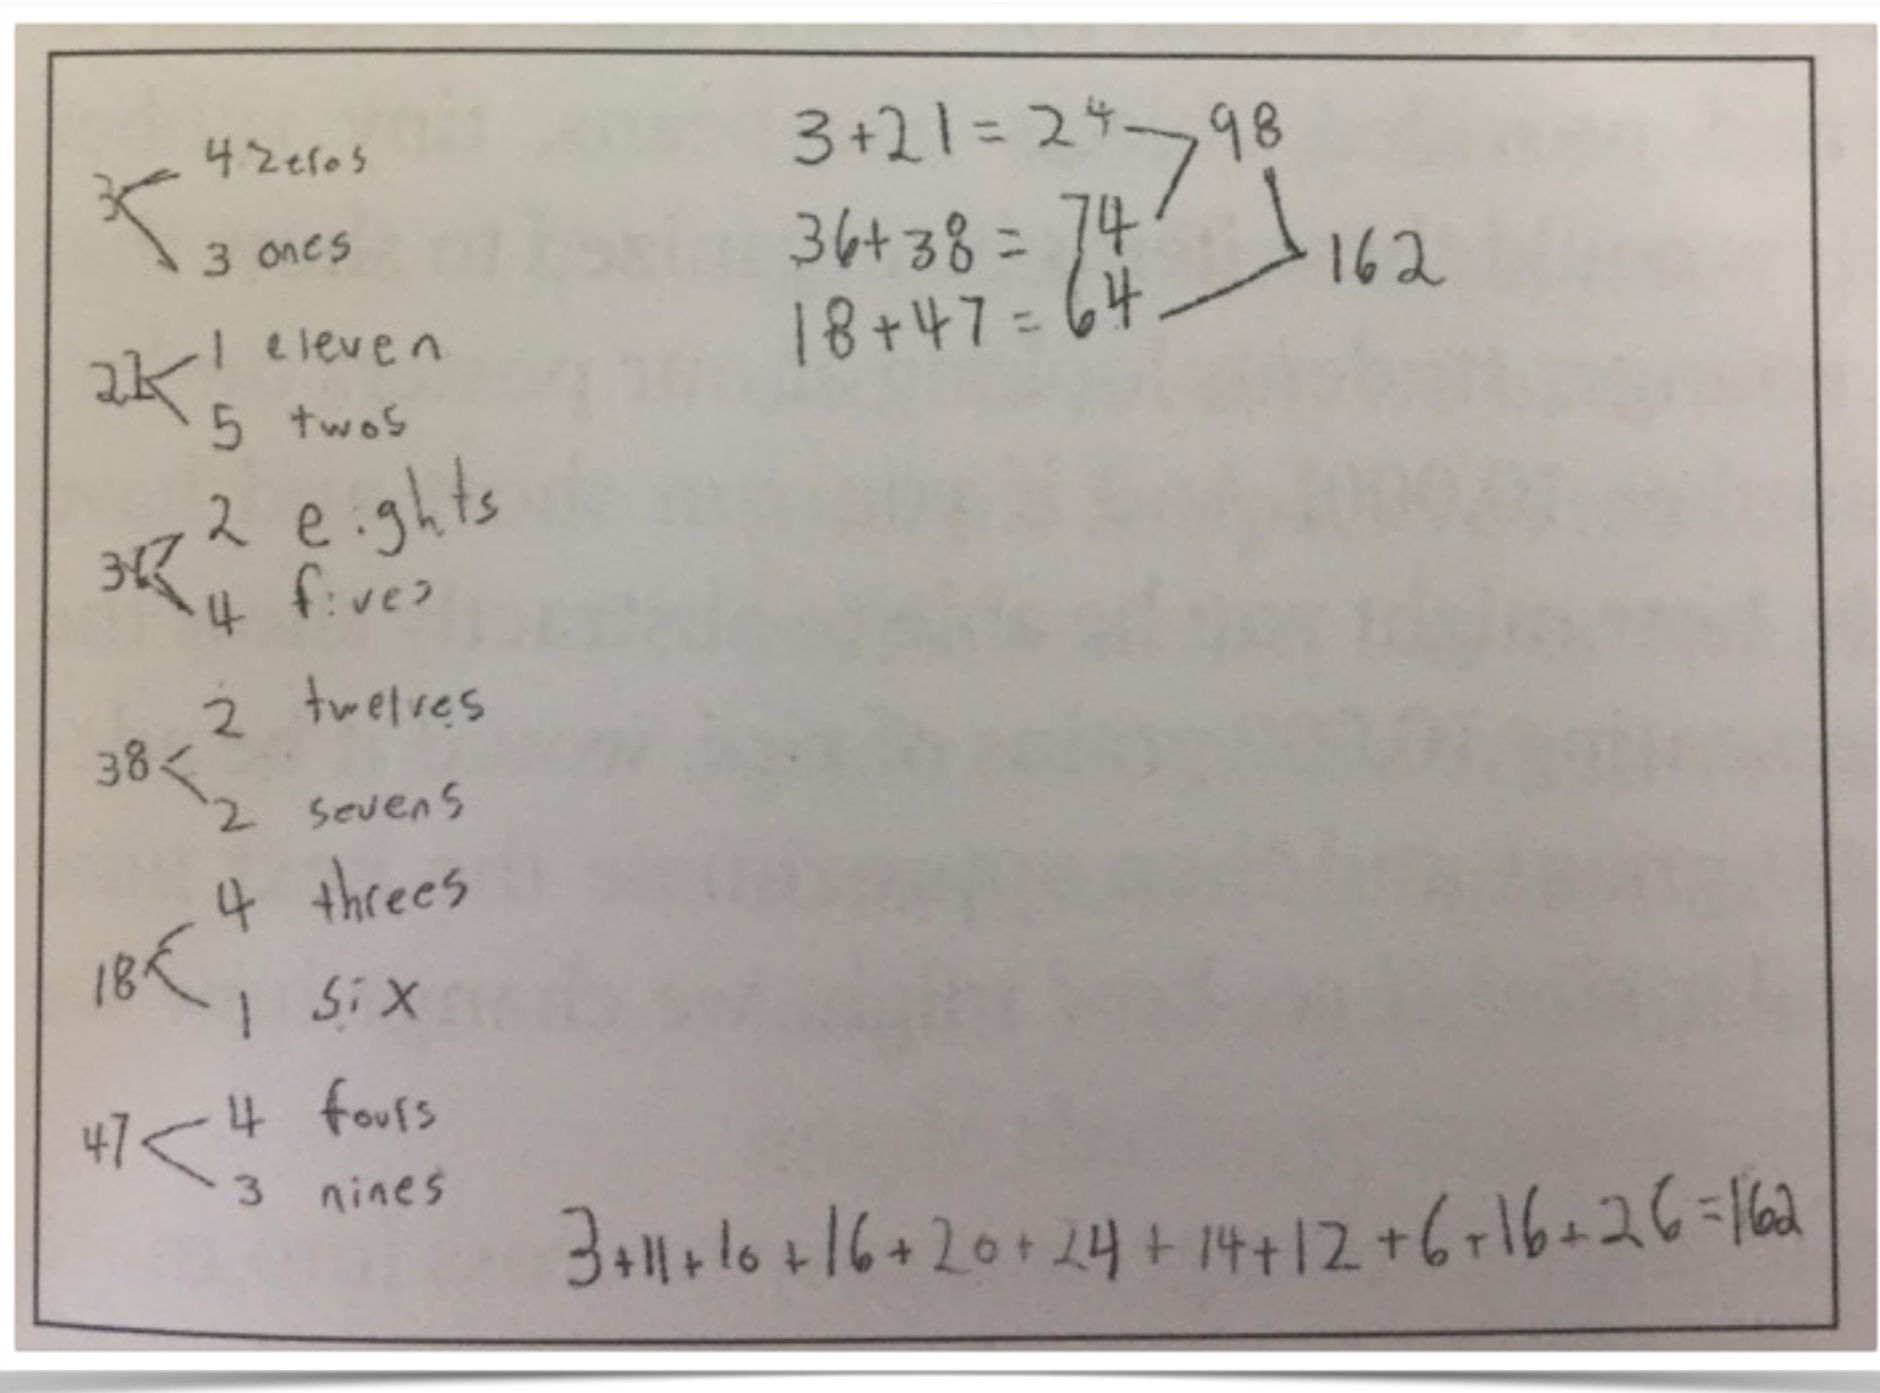 3 4 zeros
3 ones
21 1 eleven
5 twos
36 2 eights
4 fives
38 2 twelves
2 sevens
18 4 threes
1 six
47 4 fours
3 nines
3+21=24 98
36+38=74
18+47=64 162
3+11+10+16+20+24+14+12+6+16+26=162